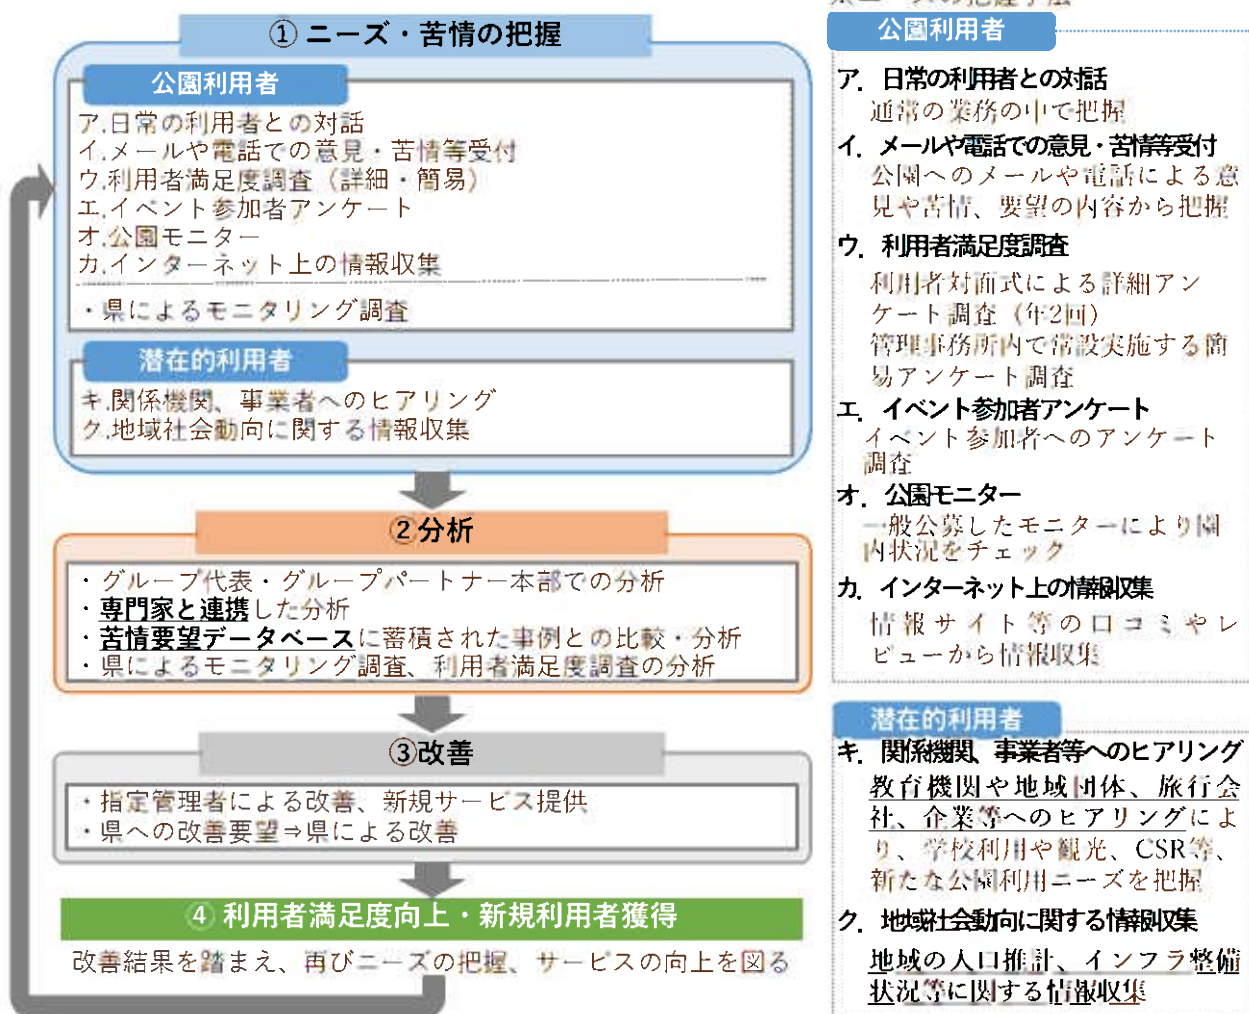 ① ニーズ・苦情の把握
公園利用者
ア.日常の利用者との対話
イ.メールや電話での意見・苦情等受付
ウ.利用者満足度調査（詳細・簡易）
エ.イベント参加者アンケート
オ.公園モニター
カ.インターネット上の情報収集
・県によるモニタリング調査
潜在的利用者
キ.関係機関、事業者へのヒアリング
ク.地域社会動向に関する情報収集
②分析
・グループ代表・グループパートナー本部での分析
・専門家と連携した分析
・苦情要望データベースに蓄積された事例との比較・分析
・県によるモニタリング調査、利用者満足度調査の分析
③改善
・指定管理者による改善、新規サービス提供
・県への改善要望⇒県による改善
④ 利用者満足度向上・新規利用者獲得
改善結果を踏まえ、再びニーズの把握、サービスの向上を図る
公園利用者
ア．日常の利用者との対話
通常の業務の中で把握
イ．メールや電話での意見・苦情等受付
公園へのメールや電話による意
見や苦情、要望の内容から把握
ウ．利用者満足度調査
利用者対面式による詳細アン
ケート調査（年2回）
管理事務所内で常設実施する簡
易アンケート調査
エ．イベント参加者アンケート
イベント参加者へのアンケート
調査
オ．公園モニター
一般公募したモニターにより園
内状況をチェック
カ．インターネット上の情報収集
情報サイト等の口コミやレ
ビューから情報収集
潜在的利用者
キ．関係機関、事業者等へのヒアリング
教育機関や地域団体、旅行会
社、企業等へのヒアリングによ
り、学校利用や観光、CSR等、
新たな公園利用ニーズを把握
ク．地域社会動向に関する情報収集
地域の人口推計、インフラ整備
状況等に関する情報収集